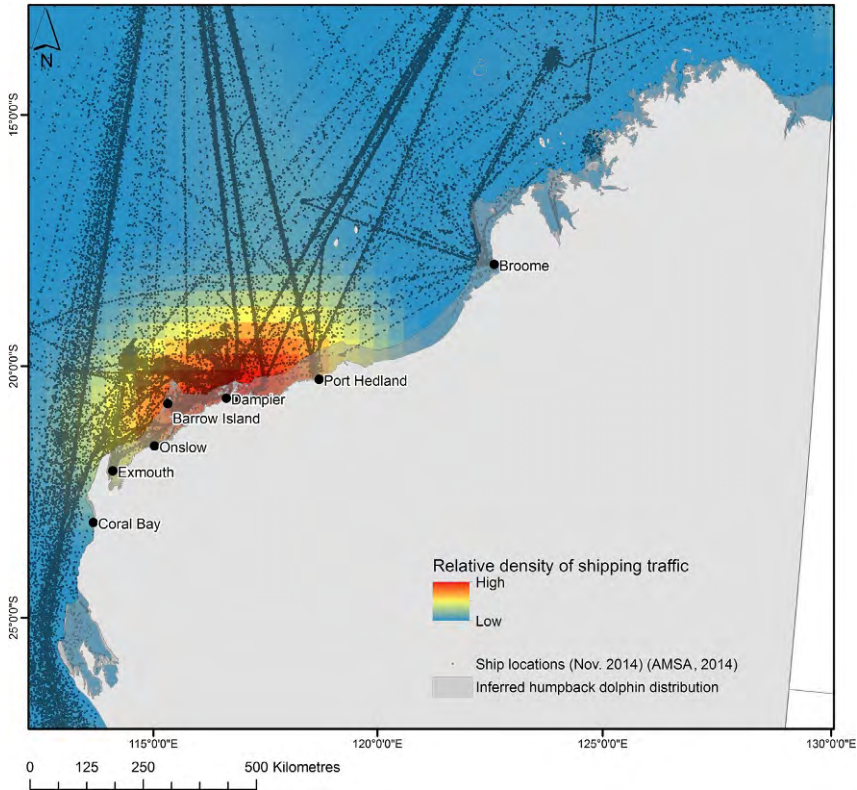 N
15°0'0"S
20°0'0"S
25°0'0"S
Broome
Port Hedland
Dampier
Barrow Island
Onslow
Exmouth
Coral Bay
Relative density of shipping traffic
High
Low
Ship locations (Nov. 2014) (AMSA, 2014)
Inferred humpback dolphin distribution
115°0'0"E
120°0'0"E
125°0'0"E
130°0'0"E
0 125 250 500 Kilometres